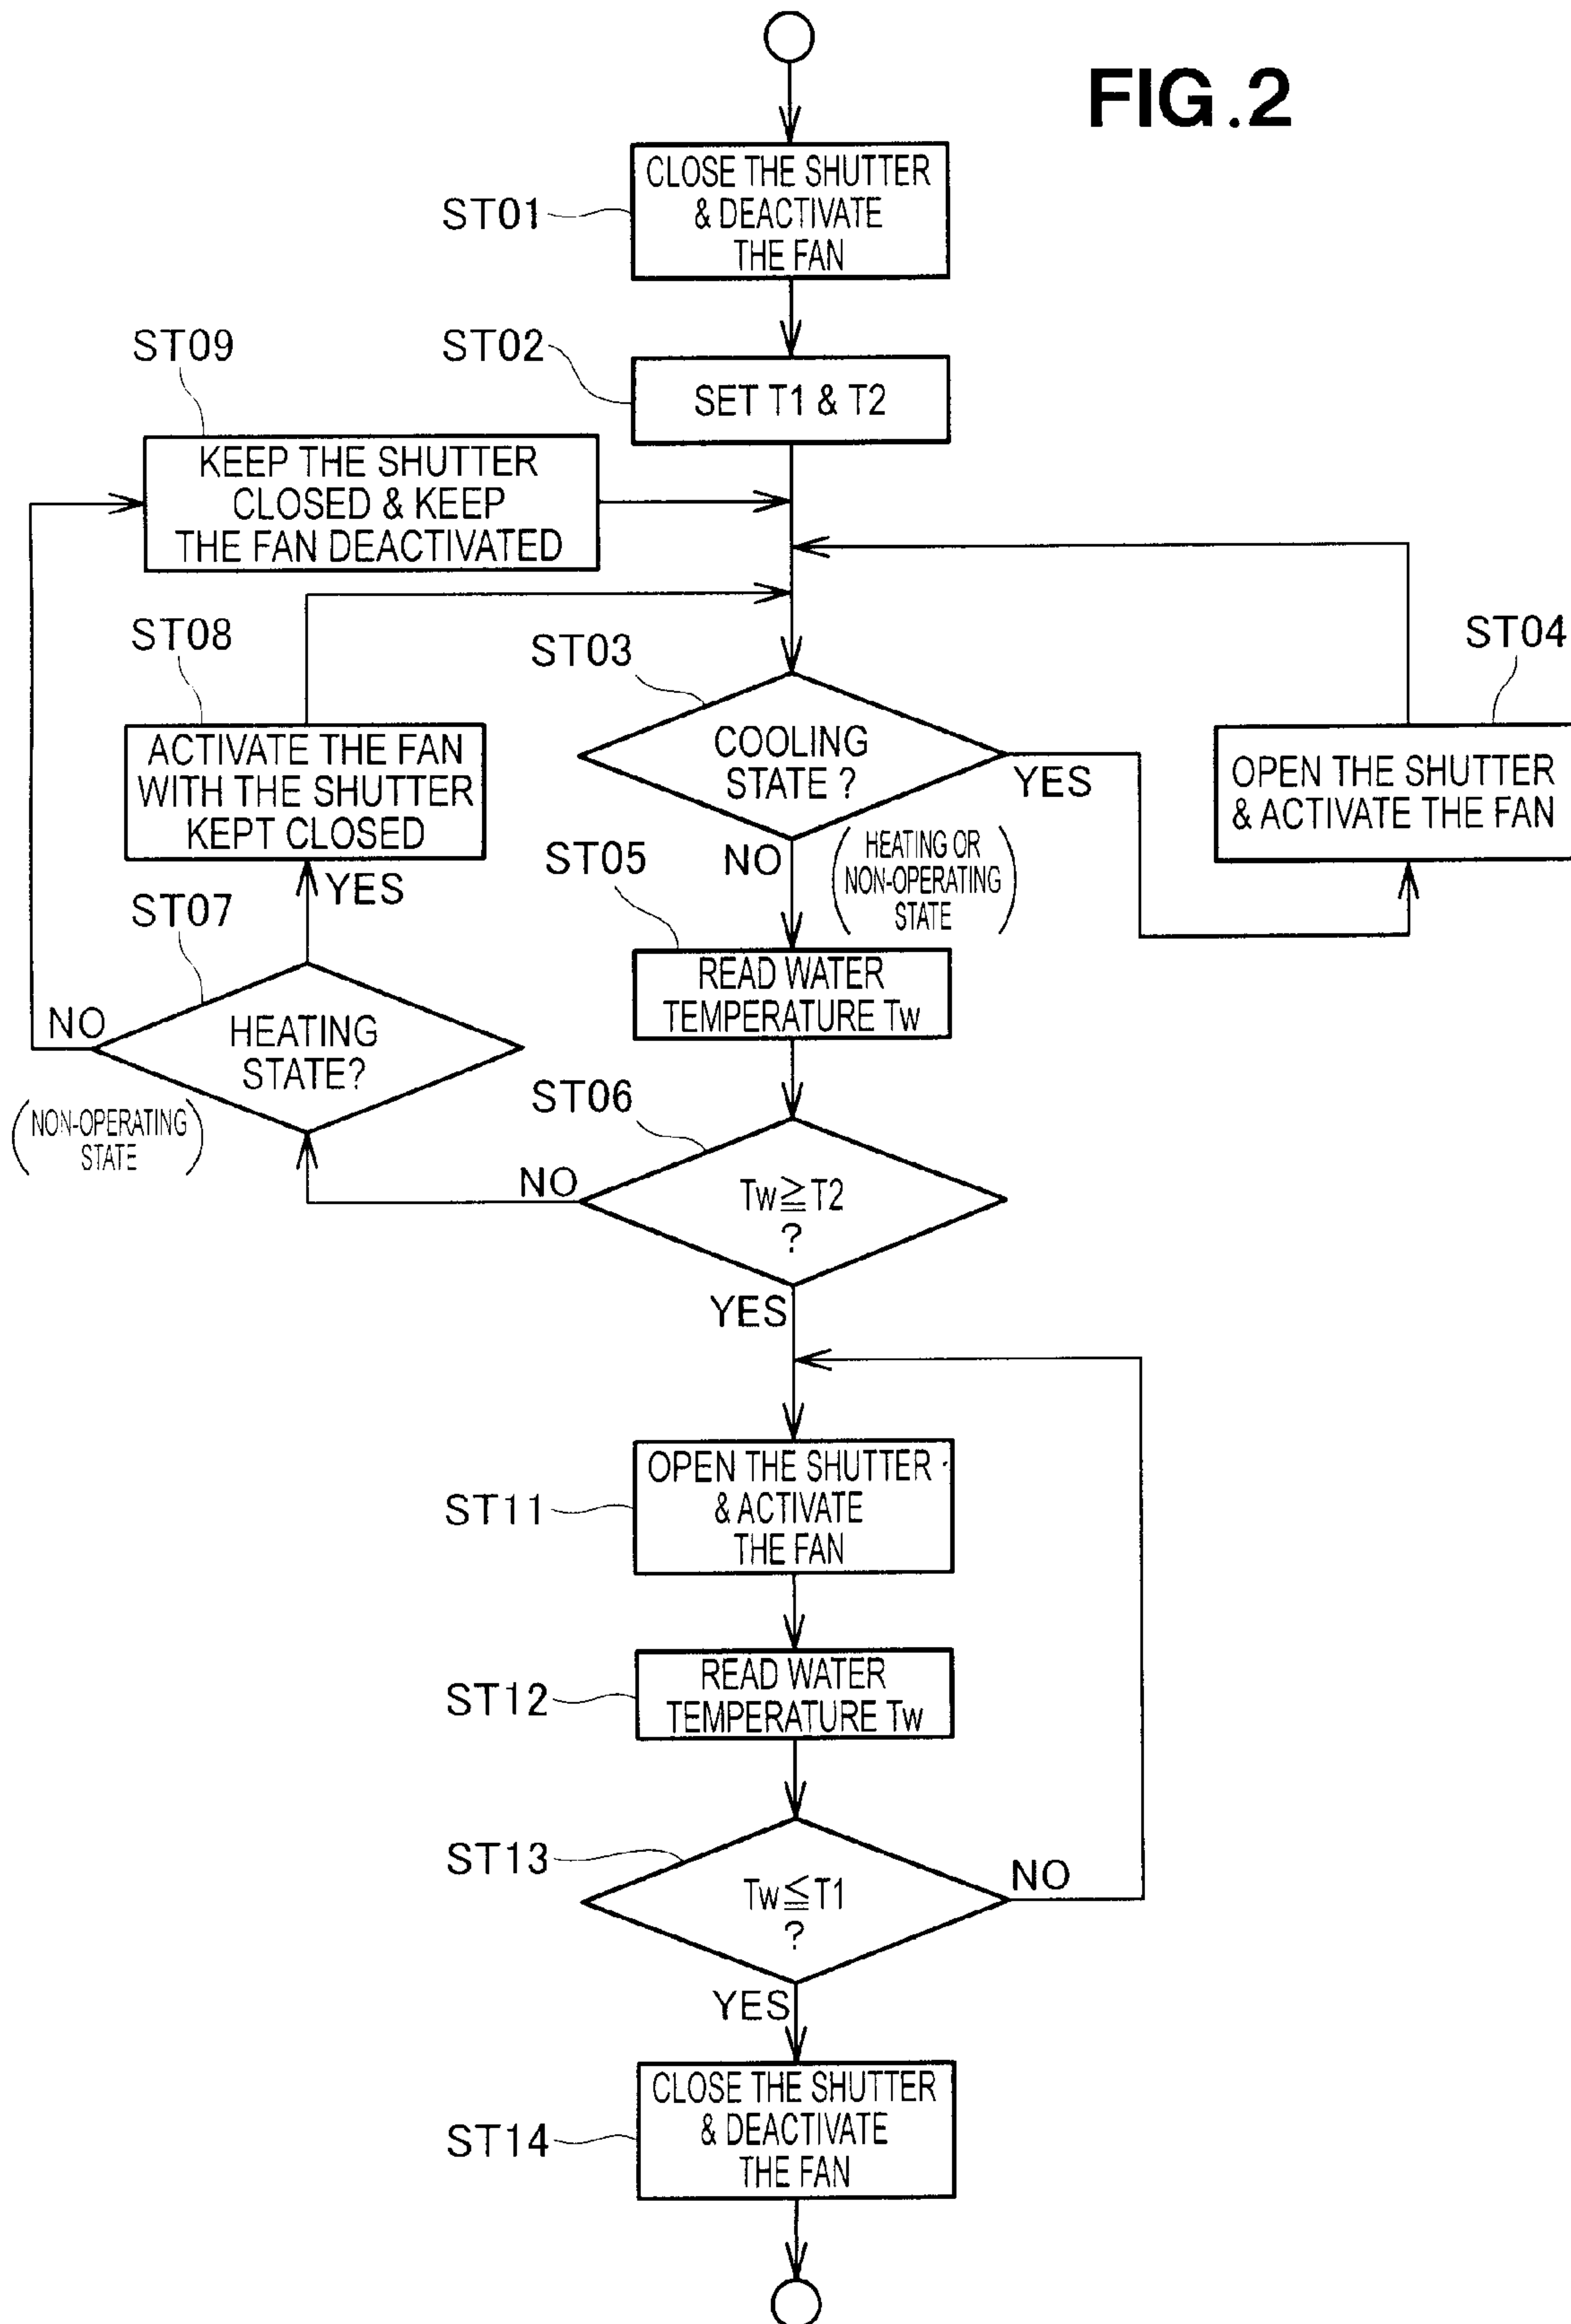 FIG.2
CLOSE THE SHUTTER
& DEACTIVATE
THE FAN
ST01
ST09
ST02
SET T1 & T2
KEEP THE SHUTTER
CLOSED & KEEP
THE FAN DEACTIVATED
ST08
ST03
ST04
ACTIVATE THE FAN
WITH THE SHUTTER
KEPT CLOSED
COOLING
STATE ?
YES
OPEN THE SHUTTER
& ACTIVATE THE FAN
NO
(HEATING OR
NON-OPERATING
STATE)
ST05
YES
ST07
READ WATER
TEMPERATURE Tw
NO
HEATING
STATE?
(NON-OPERATING
STATE)
ST06
NO
Tw≧T2
?
YES
OPEN THE SHUTTER
& ACTIVATE
THE FAN
ST11
READ WATER
TEMPERATURE Tw
ST12
ST13
Tw≦T1
?
NO
YES
CLOSE THE SHUTTER
& DEACTIVATE
THE FAN
ST14